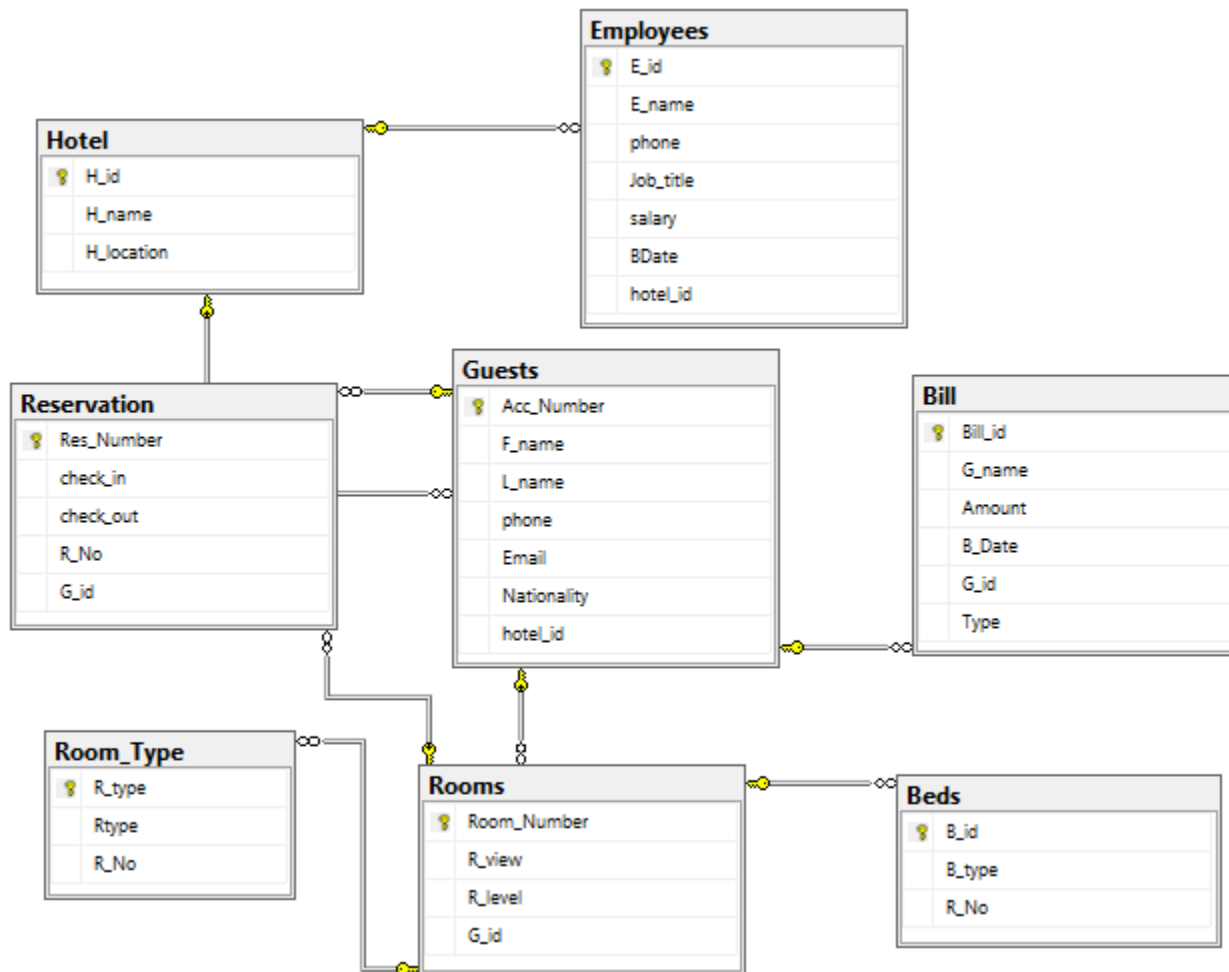 Employees
E_id
E_name
phone
Job_title
salary
BDate
hotel_id
Hotel
H_id
H_name
H_location
Guests
Acc_Number
F_name
L_name
phone
Email
Nationality
hotel_id
Reservation
Res_Number
check_in
check_out
R_No
G_id
Bill
Bill_id
G_name
Amount
B_Date
G_id
Type
Room_Type
R_type
Rtype
R_No
Rooms
Room_Number
R_view
R_level
G_id
Beds
B_id
B_type
R_No